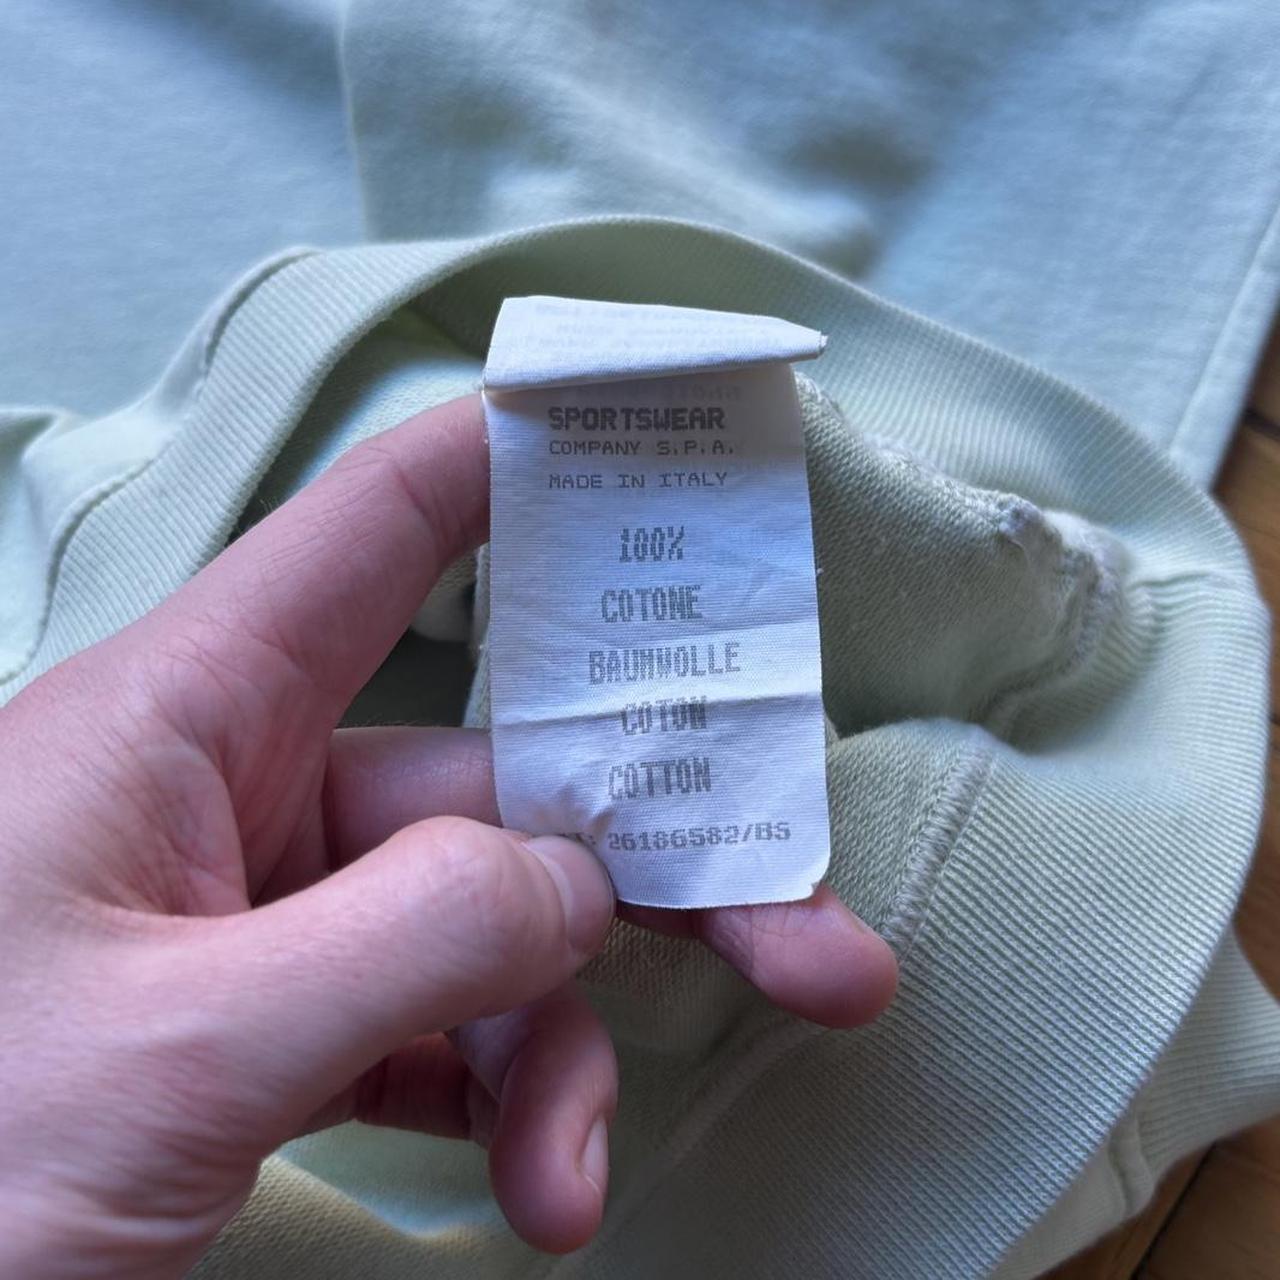 SPORTSWEAR
COMPANY S.P.A.
MADE IN ITALY
100%
COTONE
BAUMWOLLE
COTON
COTTON
26186582/BS